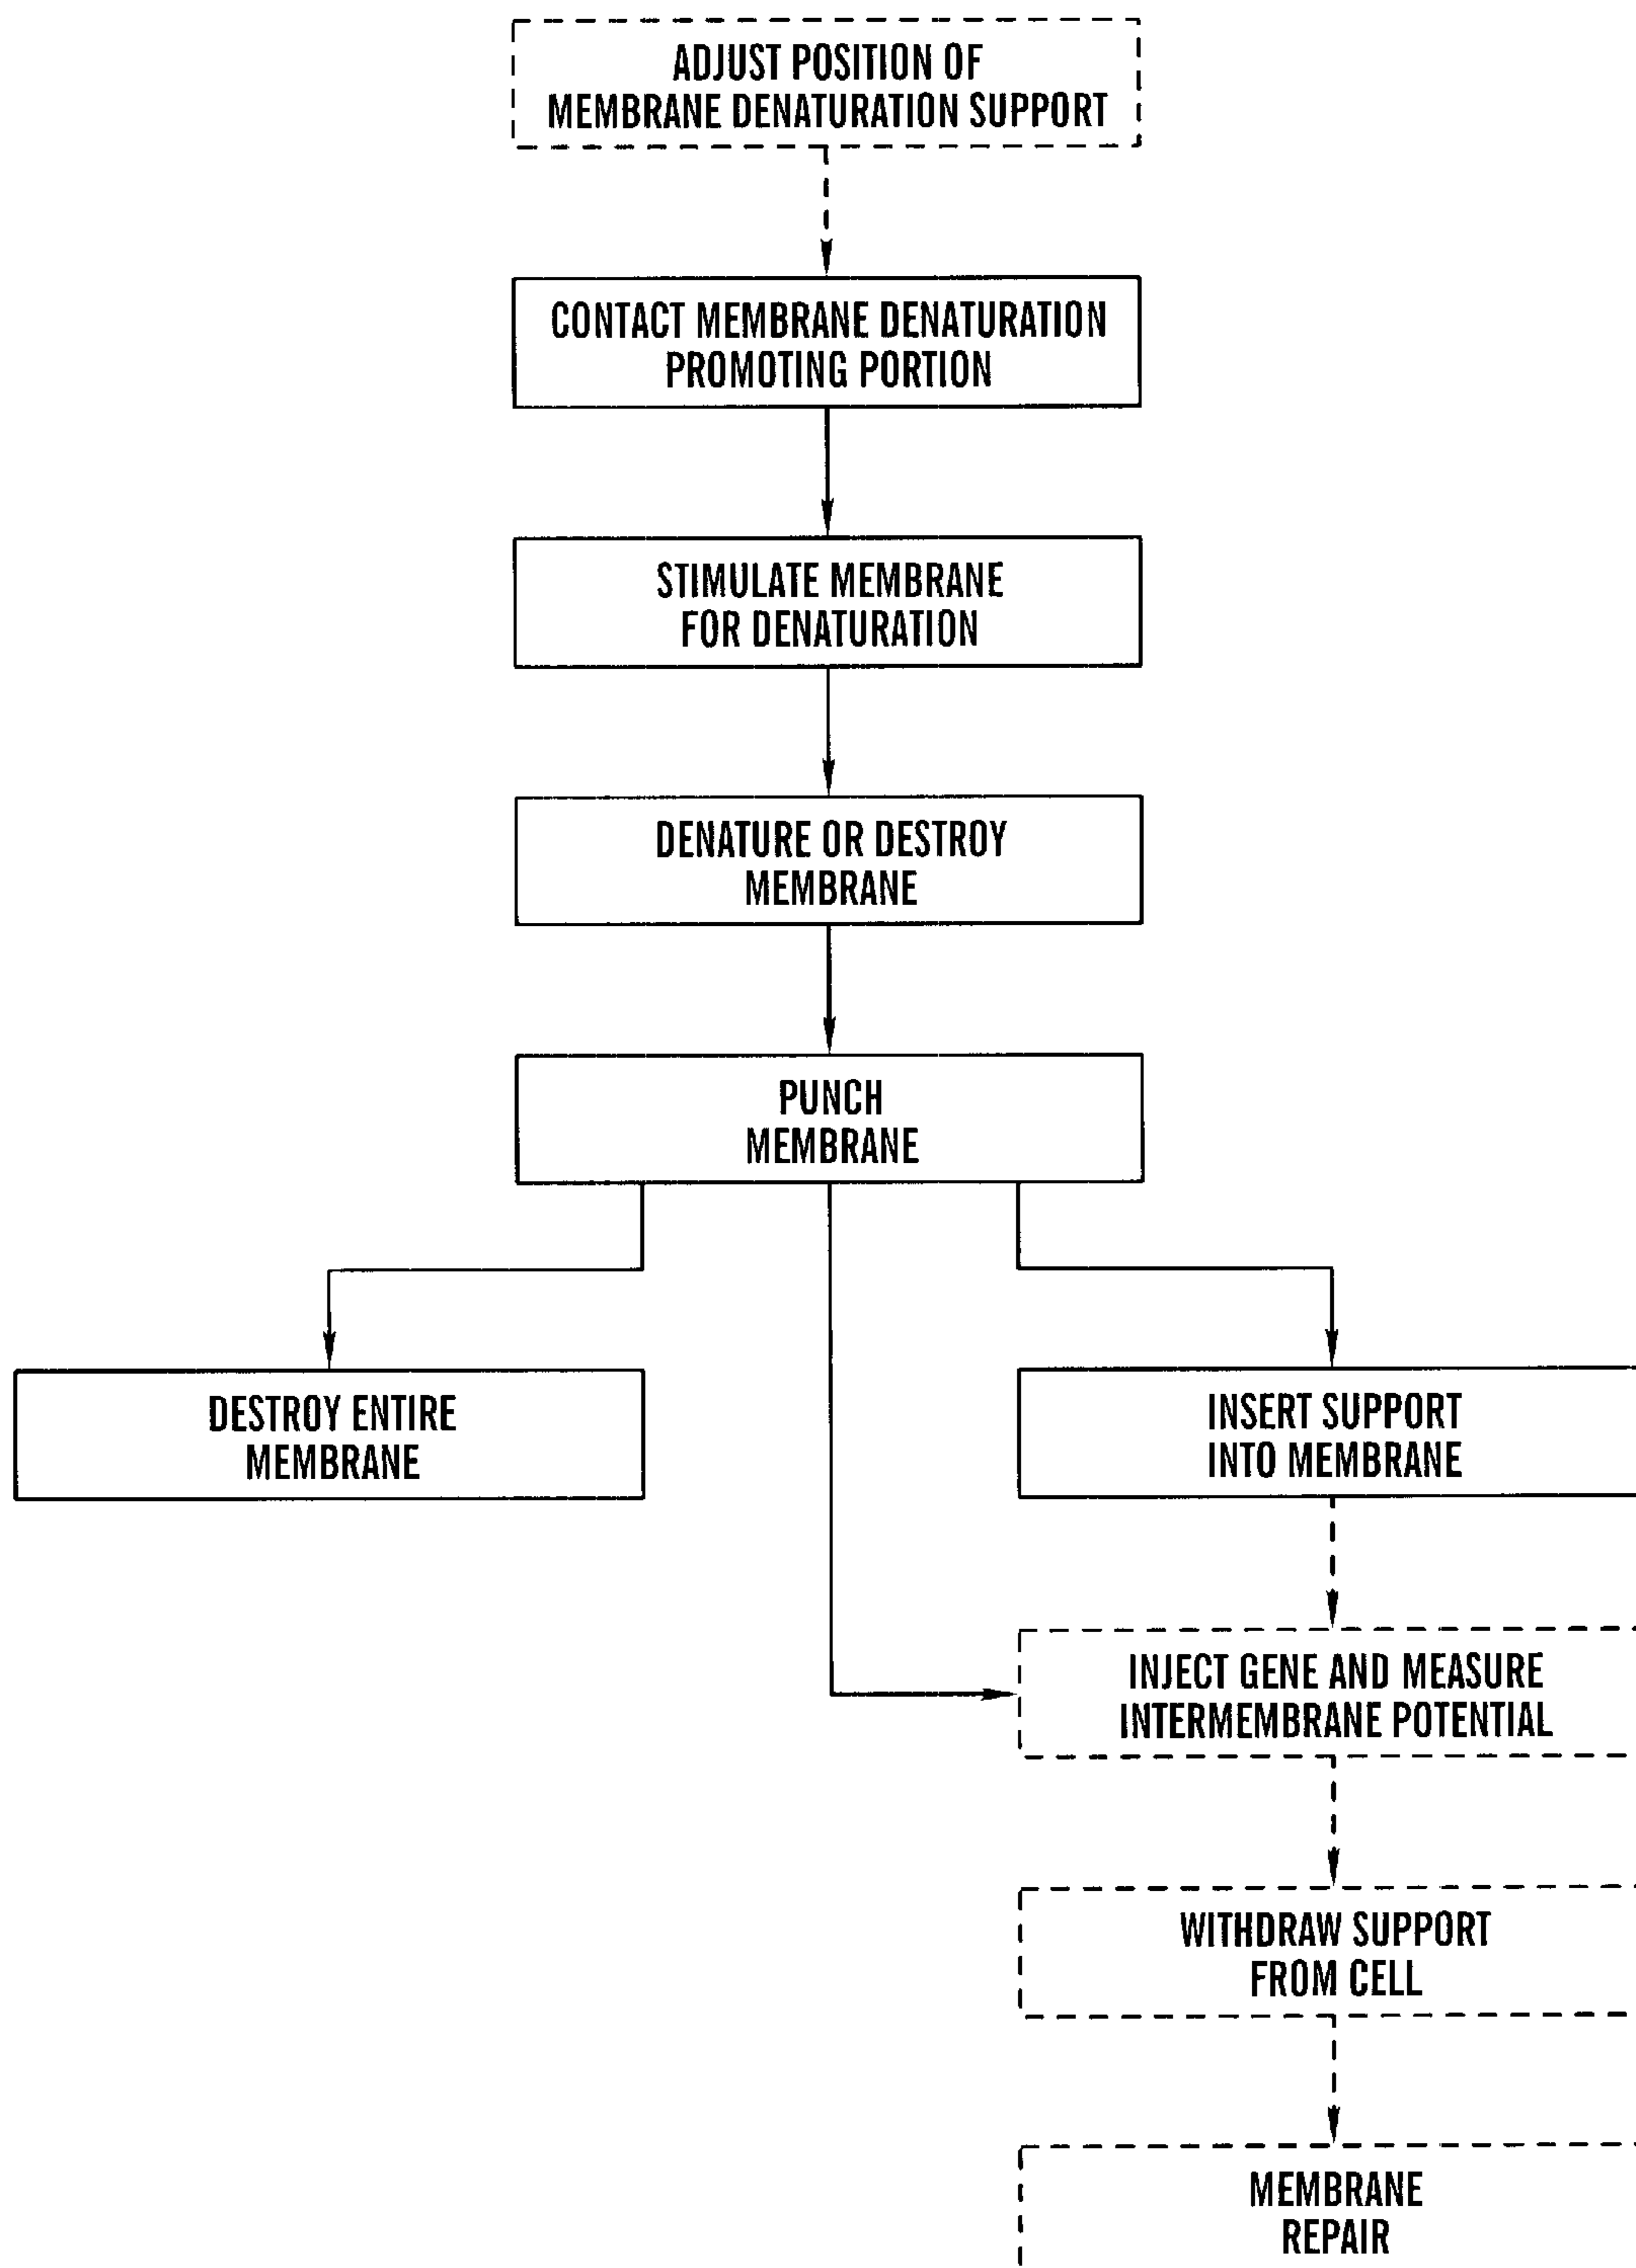 ADJUST POSITION OF
MEMBRANE DENATURATION SUPPORT
CONTACT MEMBRANE DENATURATION
PROMOTING PORTION
STIMULATE MEMBRANE
FOR DENATURATION
DENATURE OR DESTROY
MEMBRANE
PUNCH
MEMBRANE
DESTROY ENTIRE
MEMBRANE
INSERT SUPPORT
INTO MEMBRANE
INJECT GENE AND MEASURE
INTERMEMBRANE POTENTIAL
WITHDRAW SUPPORT
FROM CELL
MEMBRANE
REPAIR